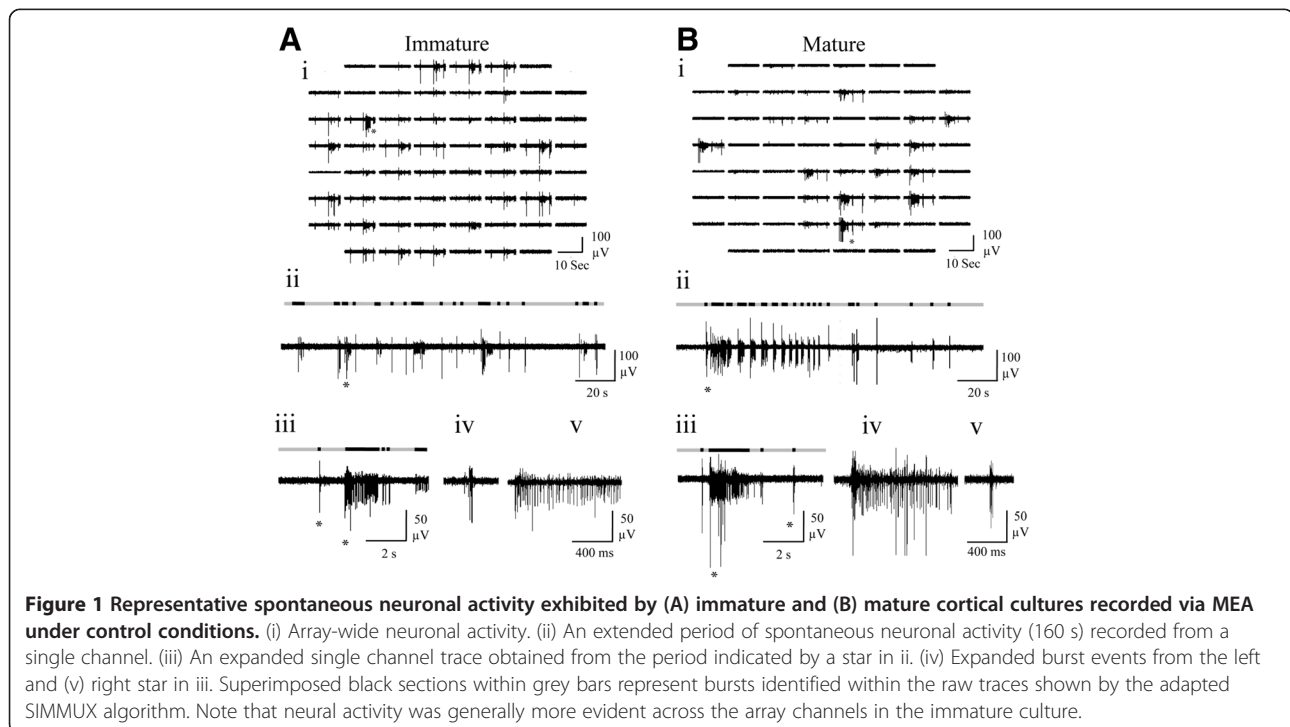 A
Immature
i
*
100
µV
10 Sec
ii
*
100
µV
20 s
iii
*
*
50
µV
2 s
iv
v
50
µV
400 ms
B
Mature
i
*
100
µV
10 Sec
ii
*
100
µV
20 s
iii
*
*
50
µV
2 s
iv
v
50
µV
400 ms
Figure 1 Representative spontaneous neuronal activity exhibited by (A) immature and (B) mature cortical cultures recorded via MEA
under control conditions. (i) Array-wide neuronal activity. (ii) An extended period of spontaneous neuronal activity (160 s) recorded from a
single channel. (iii) An expanded single channel trace obtained from the period indicated by a star in ii. (iv) Expanded burst events from the left
and (v) right star in iii. Superimposed black sections within grey bars represent bursts identified within the raw traces shown by the adapted
SIMMUX algorithm. Note that neural activity was generally more evident across the array channels in the immature culture.